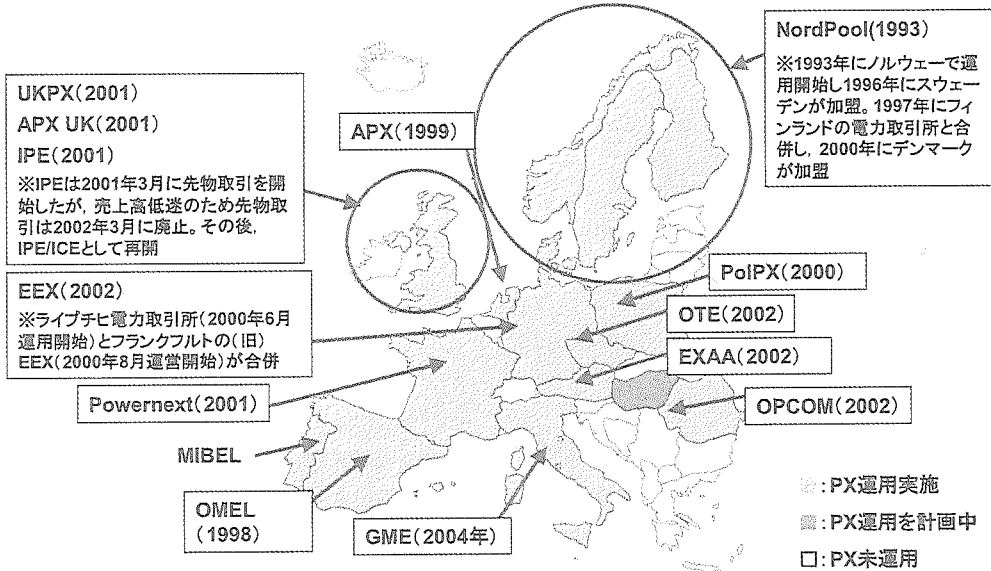 NordPool(1993)
※1993年にノルウェーで運
用開始し1996年にスウェー
デンが加盟。1997年にフィ
ンランドの電力取引所と合
併し，2000年にデンマーク
が加盟
UKPX(2001)
APX UK(2001)
IPE(2001)
※IPEは2001年3月に先物取引を開
始したが，売上高低迷のため先物取
引は2002年3月に廃止。その後，
IPE/ICEとして再開
APX(1999)
EEX(2002)
※ライプチヒ電力取引所(2000年6月
運用開始)とフランクフルトの(旧)
EEX(2000年8月運営開始)が合併
PolPX(2000)
OTE(2002)
EXAA(2002)
OPCOM(2002)
Powernext(2001)
MIBEL
OMEL
(1998)
GME(2004年)
:PX運用実施
:PX運用を計画中
:PX未運用